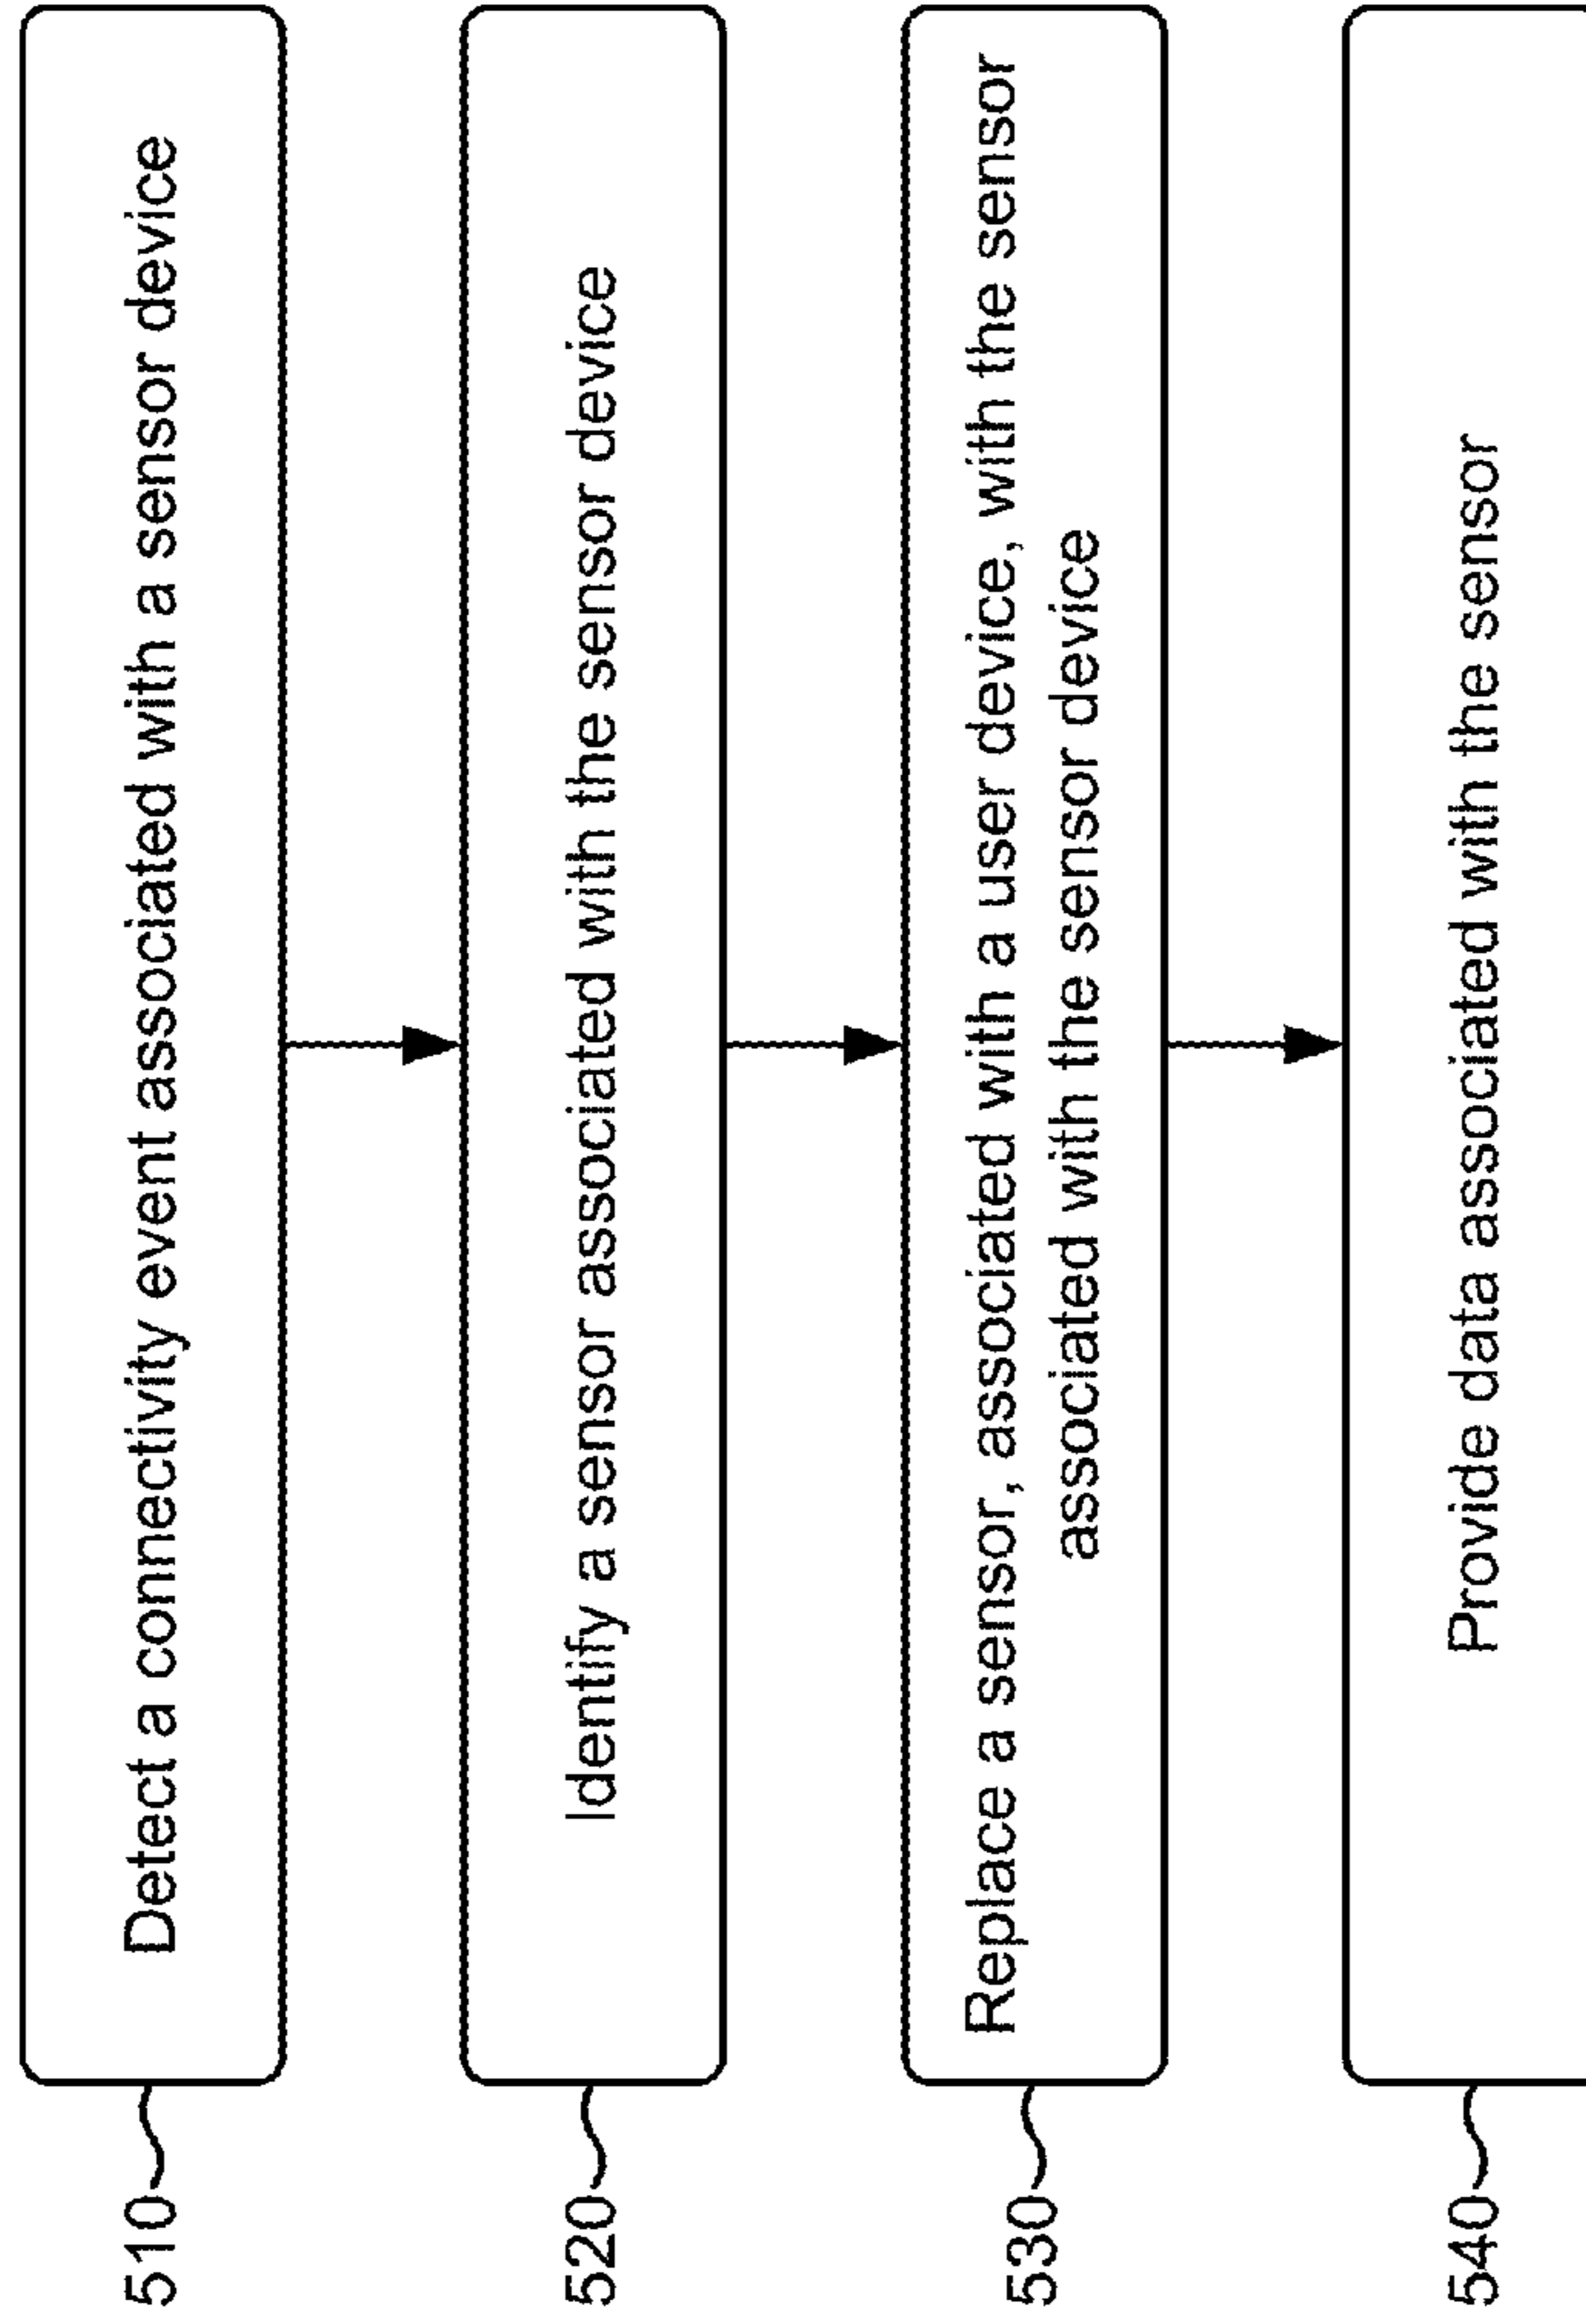 510
Detect a connectivity event associated with a sensor device
520
Identify a sensor associated with the sensor device
530
Replace a sensor, associated with a user device, with the sensor
associated with the sensor device
540
Provide data associated with the sensor